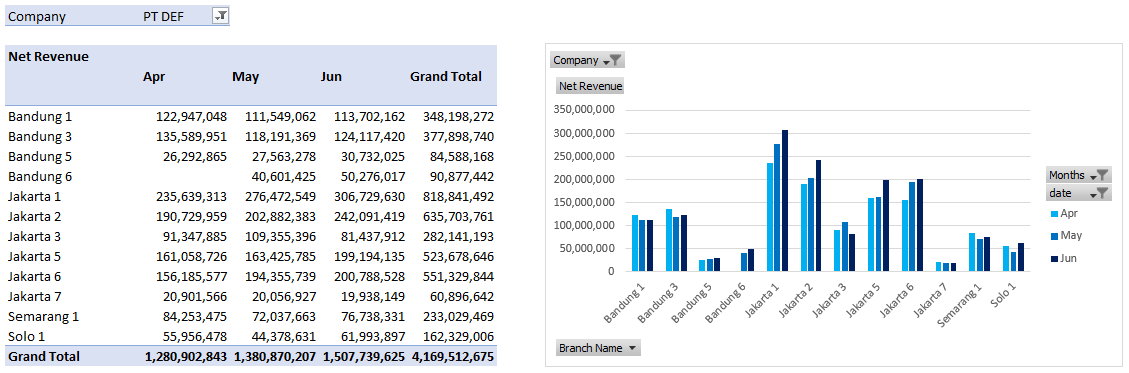 Company PT DEF
Net Revenue
Apr May Jun Grand Total
Bandung 1 122,947,048 111,549,062 113,702,162 348,198,272
Bandung 3 135,589,951 118,191,369 124,117,420 377,898,740
Bandung 5 26,292,865 27,563,278 30,732,025 84,588,168
Bandung 6 40,601,425 50,276,017 90,877,442
Jakarta 1 235,639,313 276,472,549 306,729,630 818,841,492
Jakarta 2 190,729,959 202,882,383 242,091,419 635,703,761
Jakarta 3 91,347,885 109,355,396 81,437,912 282,141,193
Jakarta 5 161,058,726 163,425,785 199,194,135 523,678,646
Jakarta 6 156,185,577 194,355,739 200,788,528 551,329,844
Jakarta 7 20,901,566 20,056,927 19,938,149 60,896,642
Semarang 1 84,253,475 72,037,663 76,738,331 233,029,469
Solo 1 55,956,478 44,378,631 61,993,897 162,329,006
Grand Total 1,280,902,843 1,380,870,207 1,507,739,625 4,169,512,675
Company
Net Revenue
350,000,000
300,000,000
250,000,000
200,000,000
150,000,000
100,000,000
50,000,000
0
Bandung 1
Bandung 3
Bandung 5
Bandung 6
Jakarta 1
Jakarta 2
Jakarta 3
Jakarta 5
Jakarta 6
Jakarta 7
Semarang 1
Solo 1
Months
date
Apr
May
Jun
Branch Name